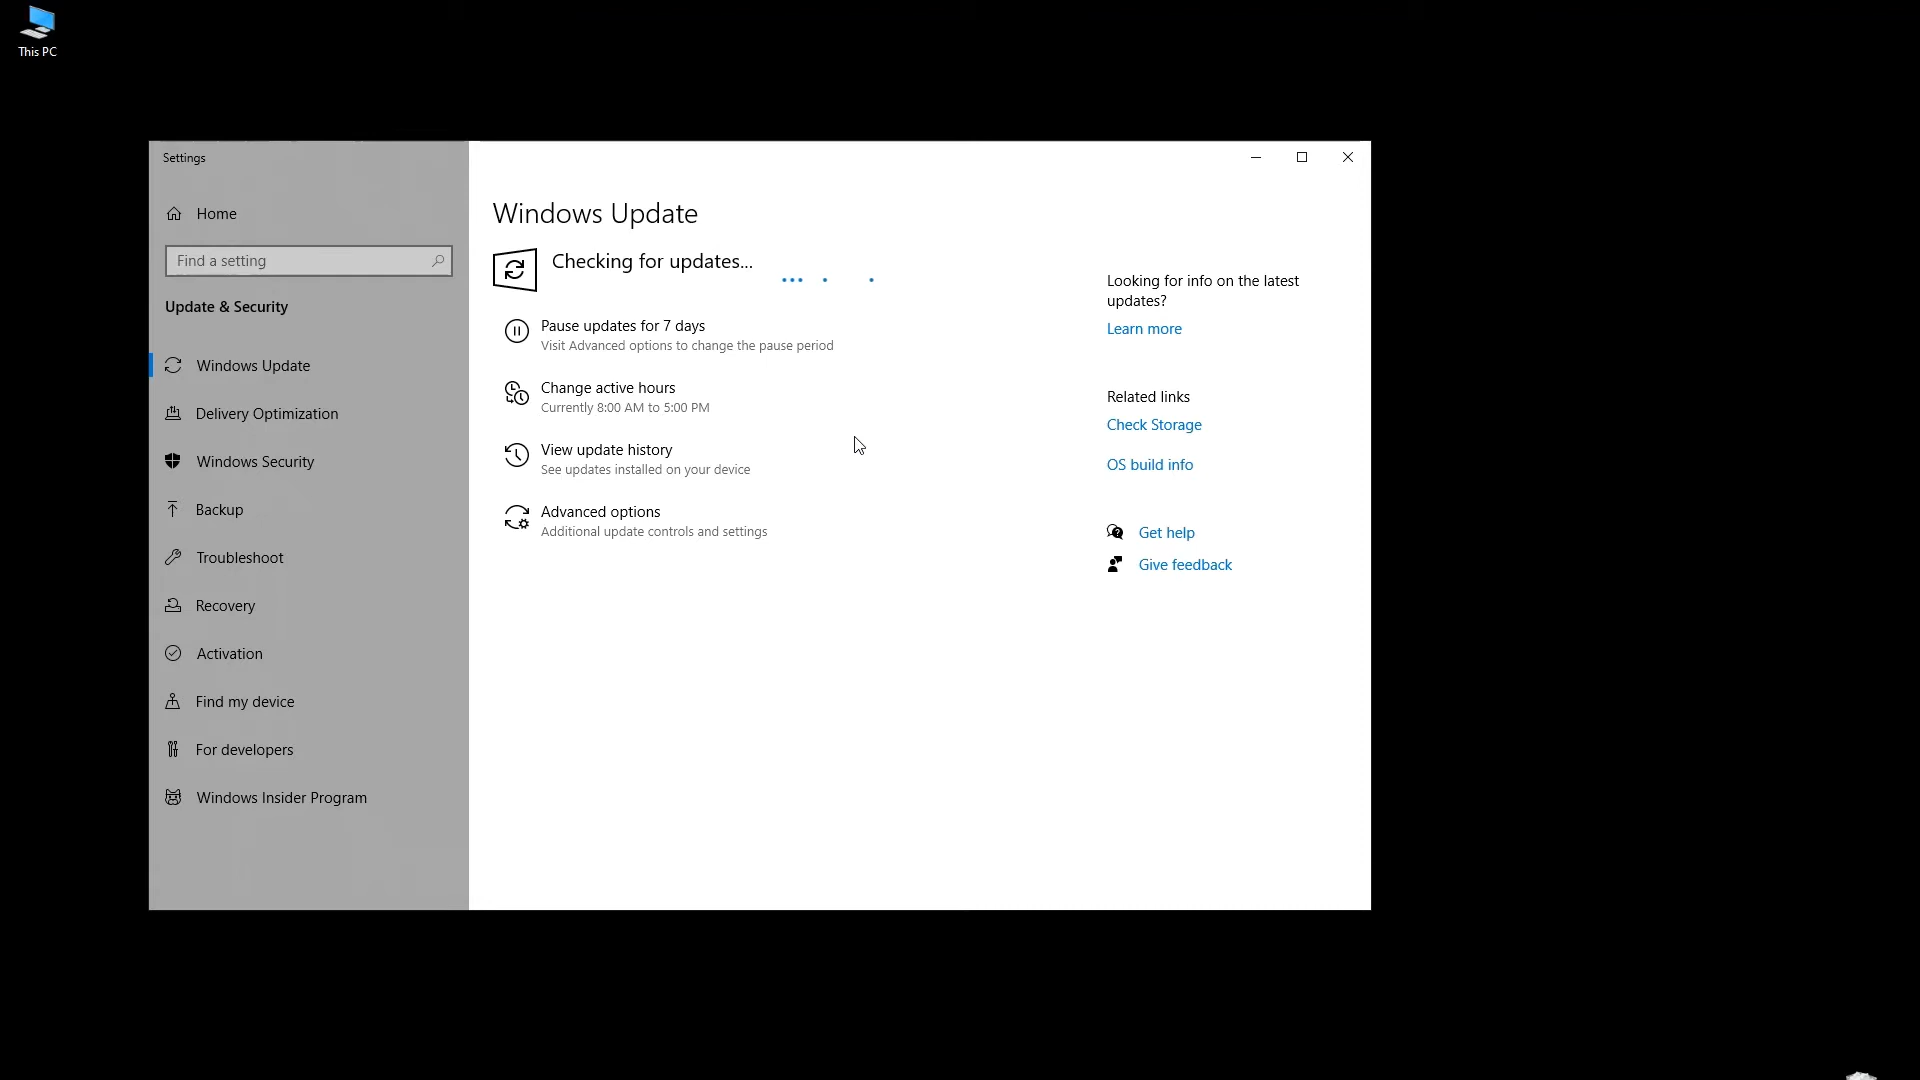 This PC
Settings
Home
Find a setting
Update & Security
Windows Update
Delivery Optimization
Windows Security
Backup
Troubleshoot
Recovery
Activation
Find my device
For developers
Windows Insider Program
Windows Update
Checking for updates...
Pause updates for 7 days
Visit Advanced options to change the pause period
Change active hours
Currently 8:00 AM to 5:00 PM
View update history
See updates installed on your device
Advanced options
Additional update controls and settings
Looking for info on the latest
updates?
Learn more
Related links
Check Storage
OS build info
Get help
Give feedback